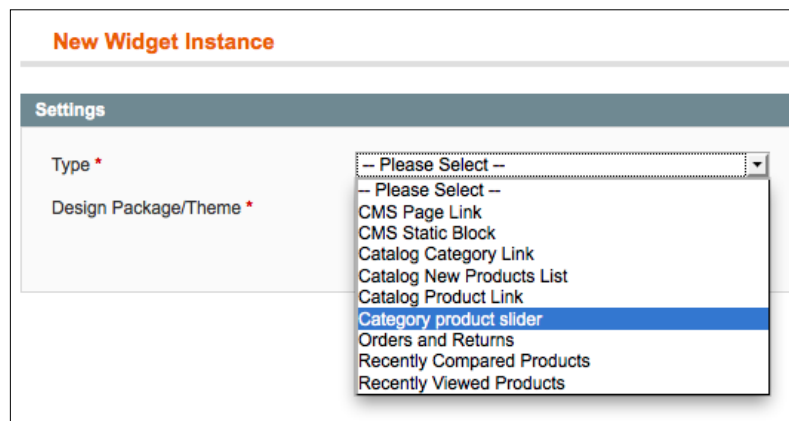 New Widget Instance
Settings
Type *
-- Please Select --
Design Package/Theme *
-- Please Select --
CMS Page Link
CMS Static Block
Catalog Category Link
Catalog New Products List
Catalog Product Link
Category product slider
Orders and Returns
Recently Compared Products
Recently Viewed Products